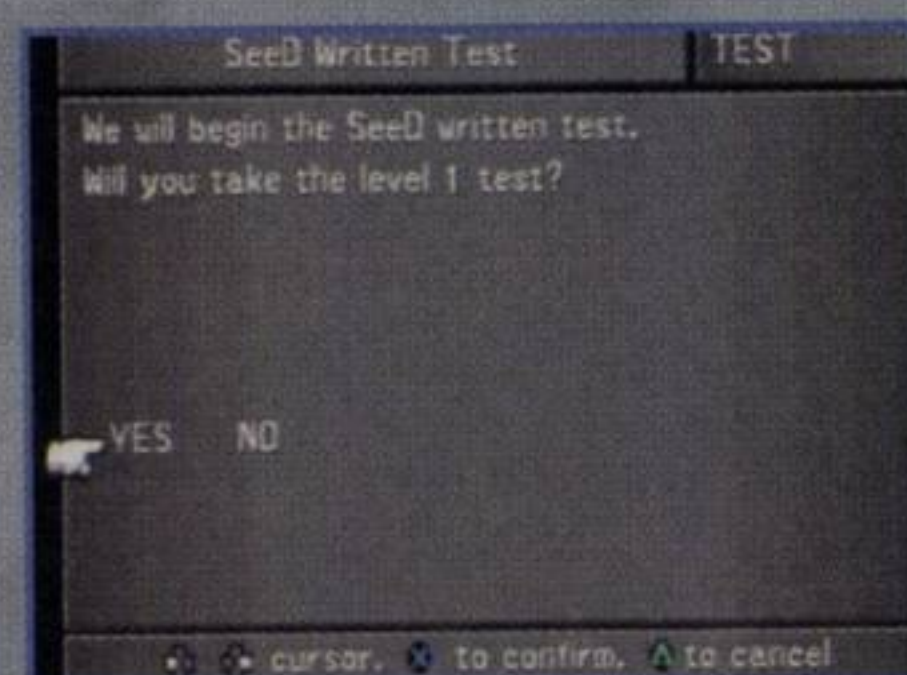 SeeD Written Test
TEST
We will begin the SeeD written test.
Will you take the level 1 test?
YES NO
cursor. X to confirm. △ to cancel